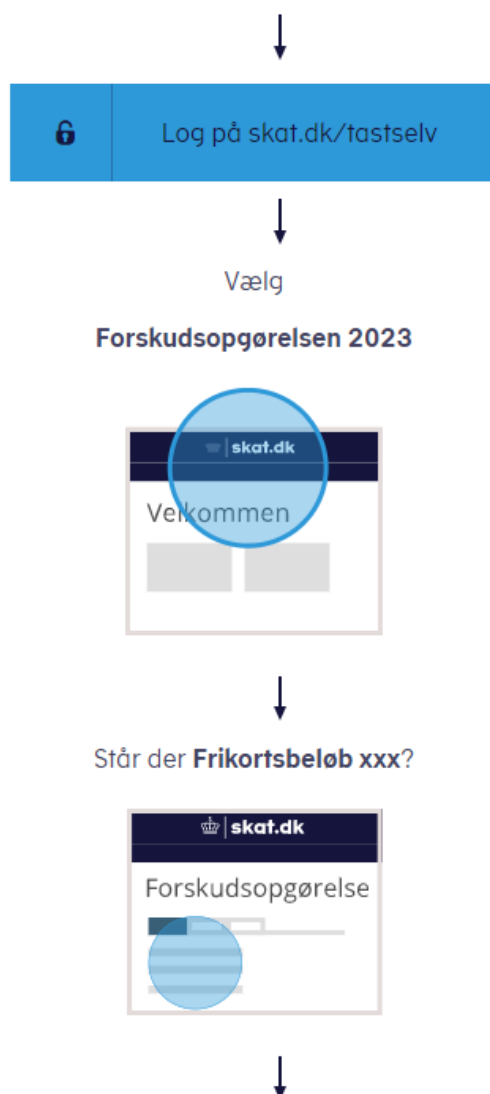 Log på skat.dk/tastselv
Vælg
Forskudsopgørelsen 2023
skat.dk
Velkommen
Står der Frikortsbeløb xxx?
skat.dk
Forskudsopgørelse